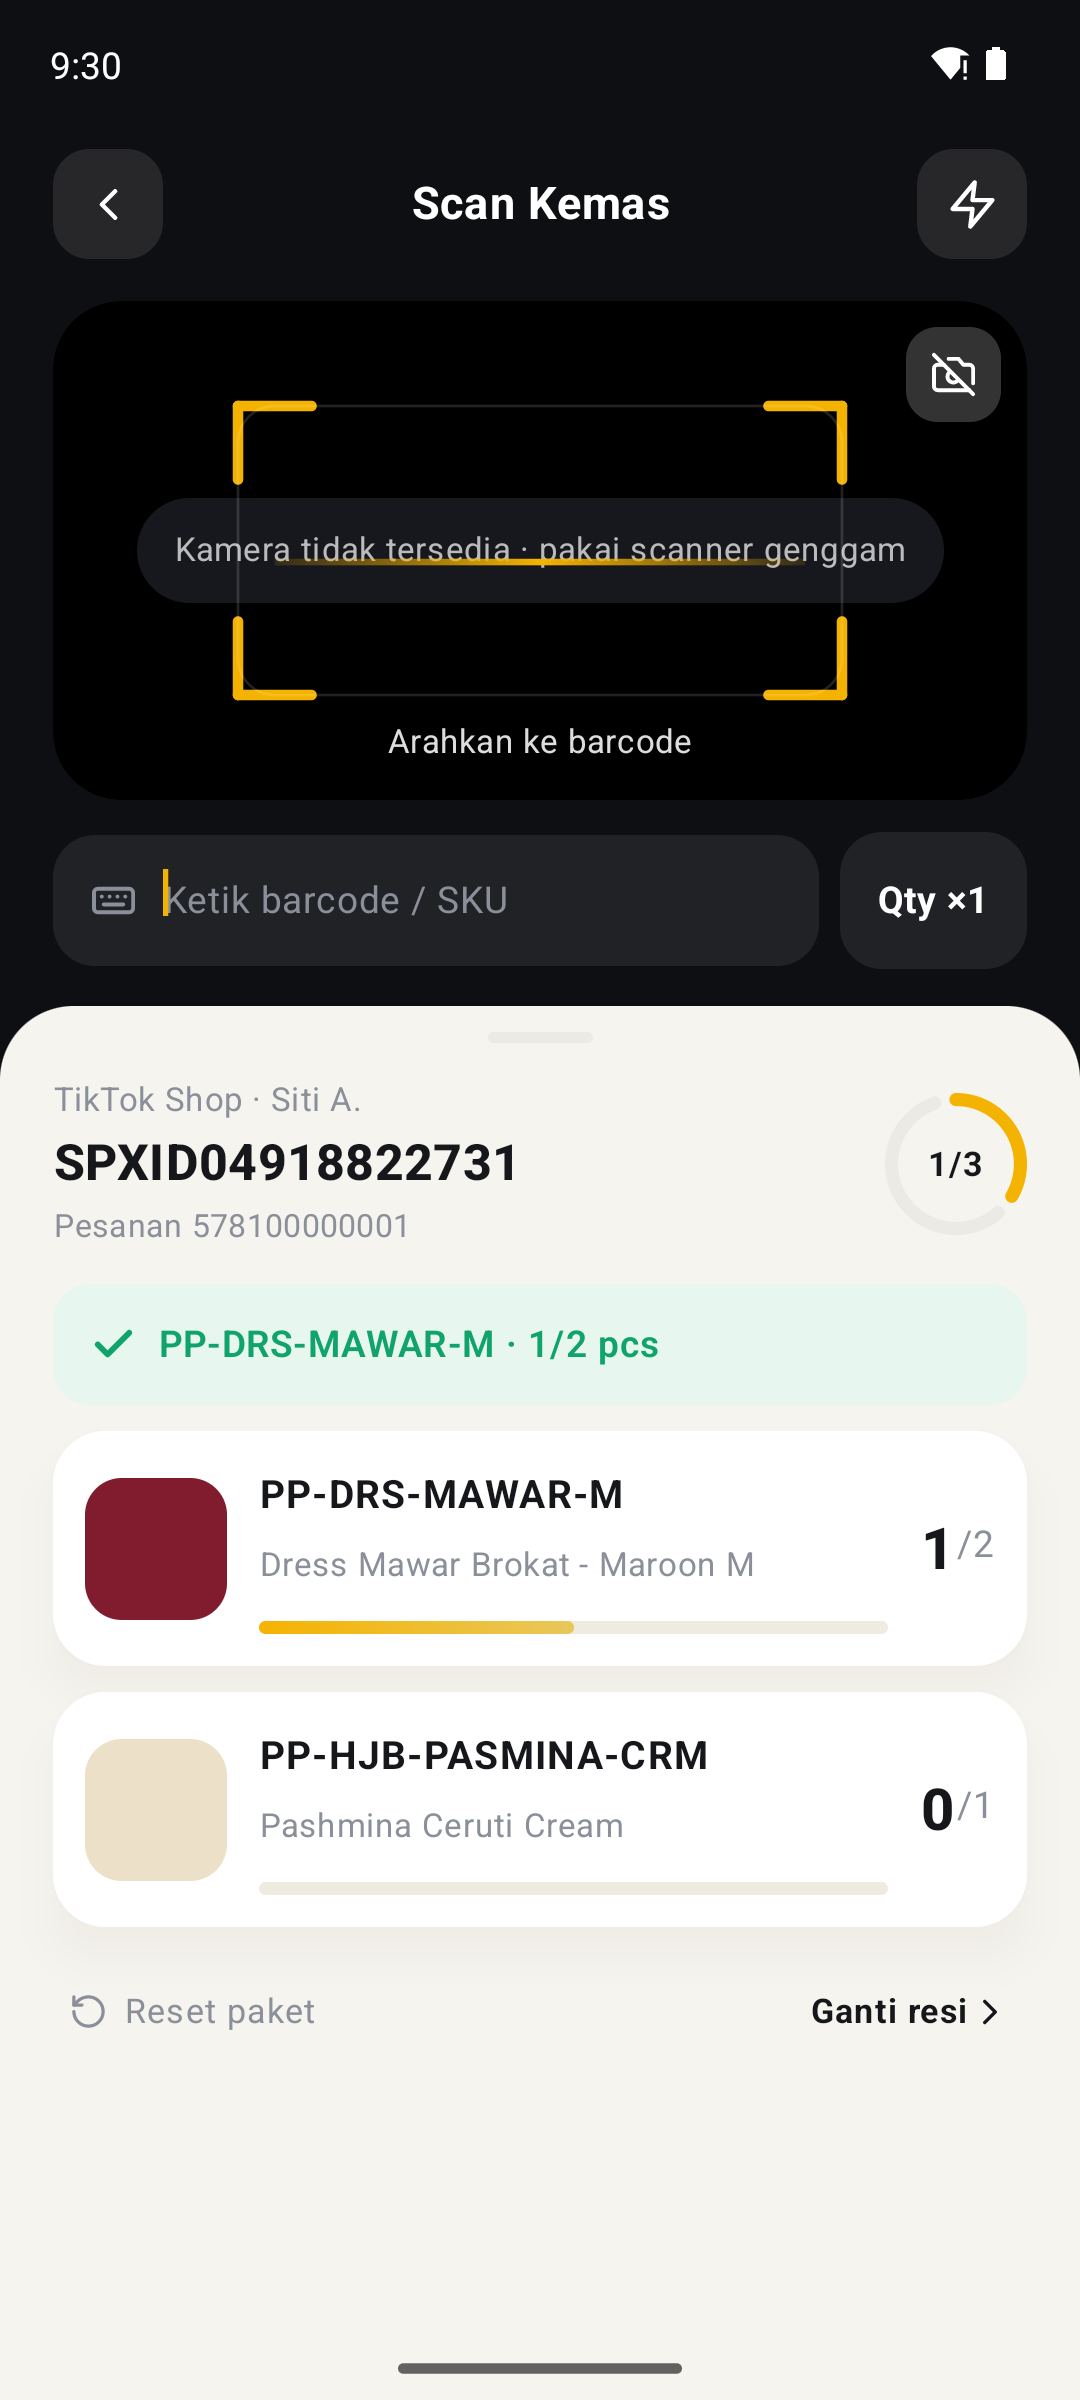 9:30
Scan Kemas
Kamera tidak tersedia · pakai scanner genggam
Arahkan ke barcode
Ketik barcode / SKU
Qty ×1
TikTok Shop · Siti A.
SPXID04918822731
Pesanan 578100000001
1/3
PP-DRS-MAWAR-M · 1/2 pcs
PP-DRS-MAWAR-M
Dress Mawar Brokat - Maroon M
1/2
PP-HJB-PASMINA-CRM
Pashmina Ceruti Cream
0/1
Reset paket
Ganti resi